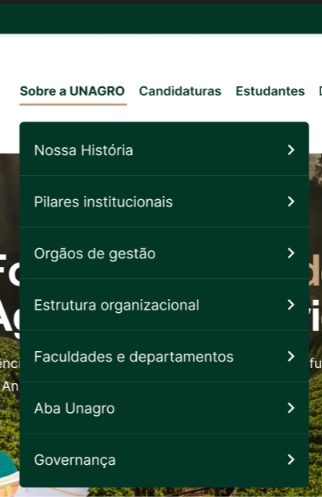 Sobre a UNAGRO Candidaturas Estudantes
Nossa História
Pilares institucionais
Orgãos de gestão
Estrutura organizacional
Faculdades e departamentos
Aba Unagro
Governança